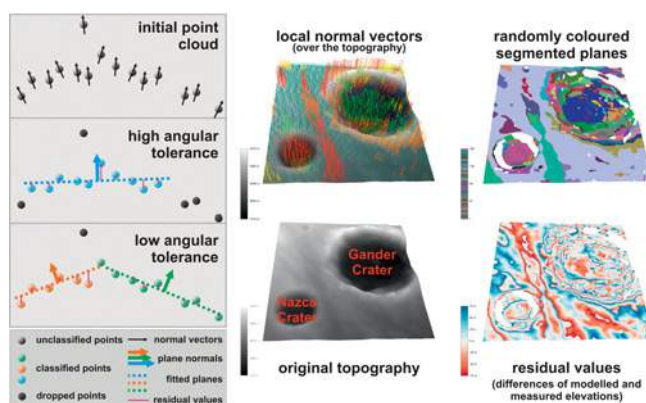 initial point
cloud
high angular
tolerance
low angular
tolerance
unclassified points
classified points
dropped points
normal vectors
plane normals
fitted planes
residual values
local normal vectors
(over the topography)
Gander
Crater
Nazca
Crater
original topography
randomly coloured
segmented planes
residual values
(differences of modelled and
measured elevations)